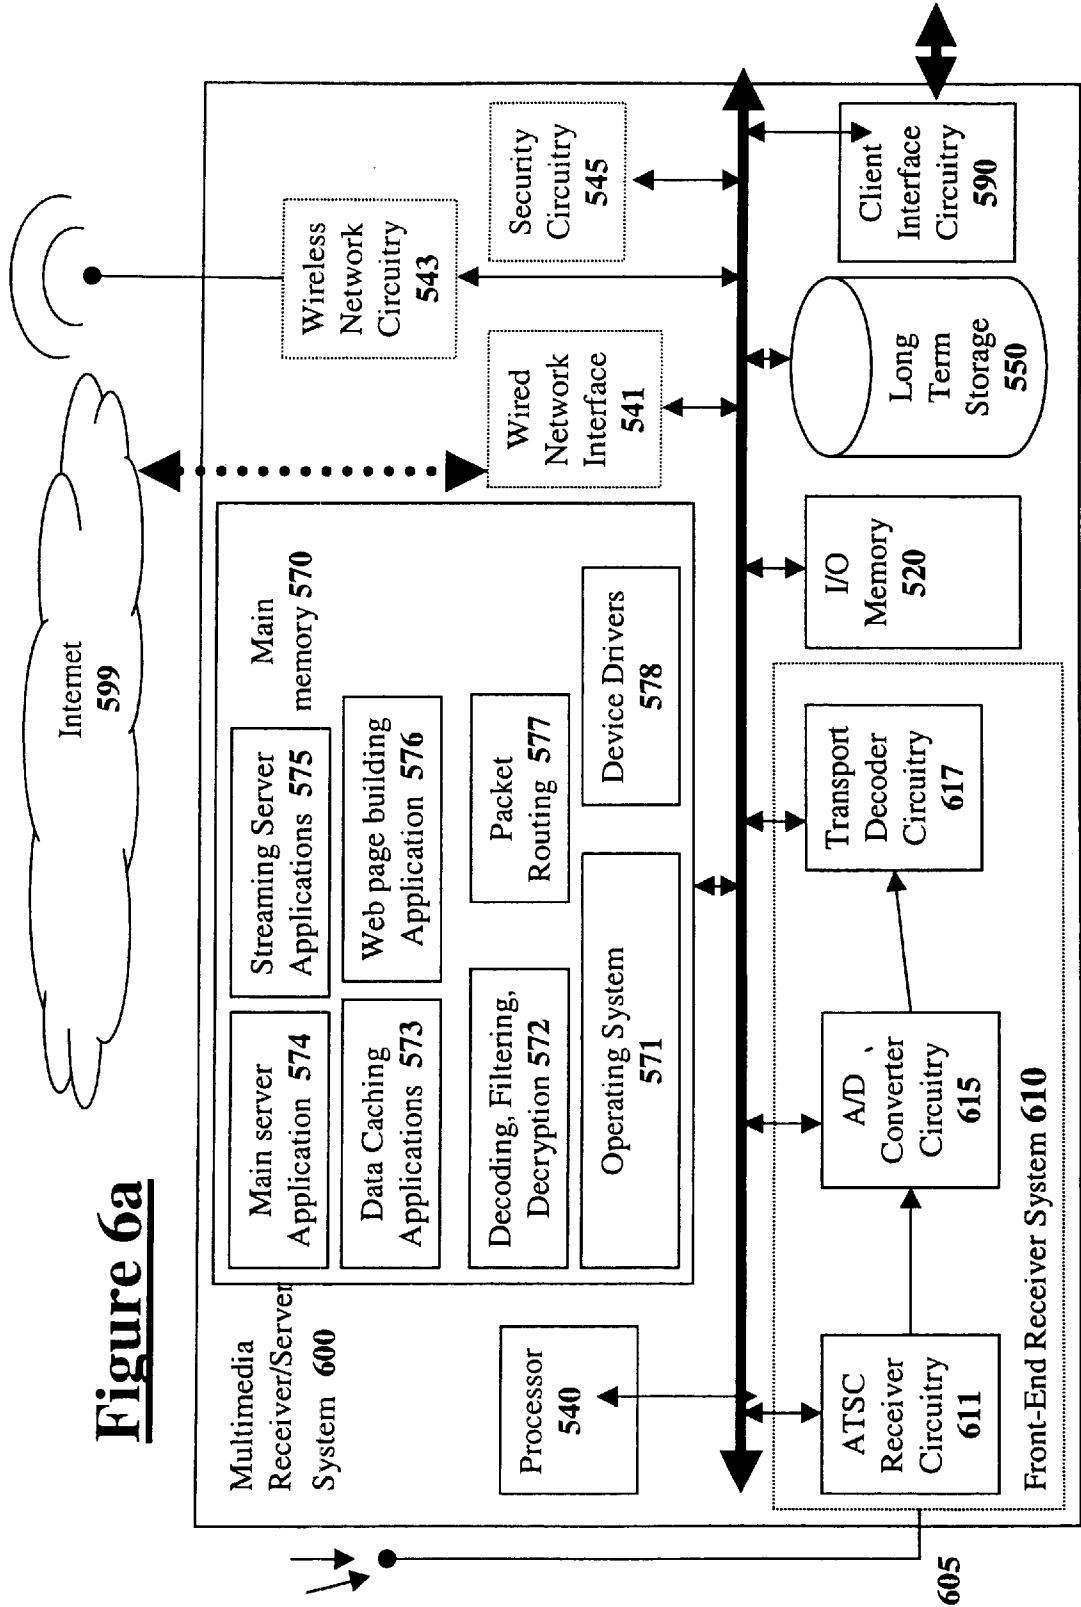 Figure 6a
Internet
599
Multimedia
Receiver/Server
System 600
Main server
Application 574
Streaming Server
Applications 575
Main
memory 570
Data Caching
Applications 573
Web page building
Application 576
Decoding, Filtering,
Decryption 572
Packet
Routing 577
Operating System
571
Device Drivers
578
Processor
540
Wired
Network
Interface
541
Wireless
Network
Circuitry
543
Security
Circuitry
545
605
ATSC
Receiver
Circuitry
611
A/D
Converter
Circuitry
615
Transport
Decoder
Circuitry
617
Front-End Receiver System 610
I/O
Memory
520
Long
Term
Storage
550
Client
Interface
Circuitry
590